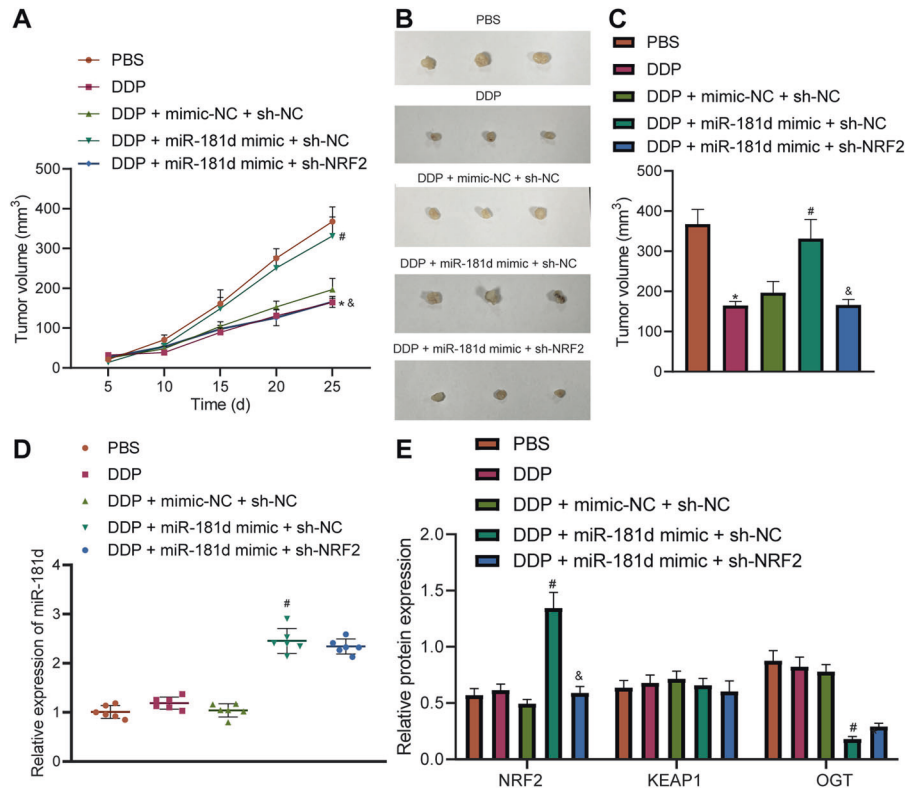 A
PBS
DDP
DDP + mimic-NC + sh-NC
DDP + miR-181d mimic + sh-NC
DDP + miR-181d mimic + sh-NRF2
Tumor volume (mm³)
500
400
300
200
100
0
#
* &
5 10 15 20 25
Time (d)
B
PBS
DDP
DDP + mimic-NC + sh-NC
DDP + miR-181d mimic + sh-NC
DDP + miR-181d mimic + sh-NRF2
C
PBS
DDP
DDP + mimic-NC + sh-NC
DDP + miR-181d mimic + sh-NC
DDP + miR-181d mimic + sh-NRF2
Tumor volume (mm³)
500
400
300
200
100
0
*
#
&
D
PBS
DDP
DDP + mimic-NC + sh-NC
DDP + miR-181d mimic + sh-NC
DDP + miR-181d mimic + sh-NRF2
Relative expression of miR-181d
4
3
2
1
0
#
E
PBS
DDP
DDP + mimic-NC + sh-NC
DDP + miR-181d mimic + sh-NC
DDP + miR-181d mimic + sh-NRF2
Relative protein expression
2.0
1.5
1.0
0.5
0.0
#
&
#
NRF2 KEAP1 OGT